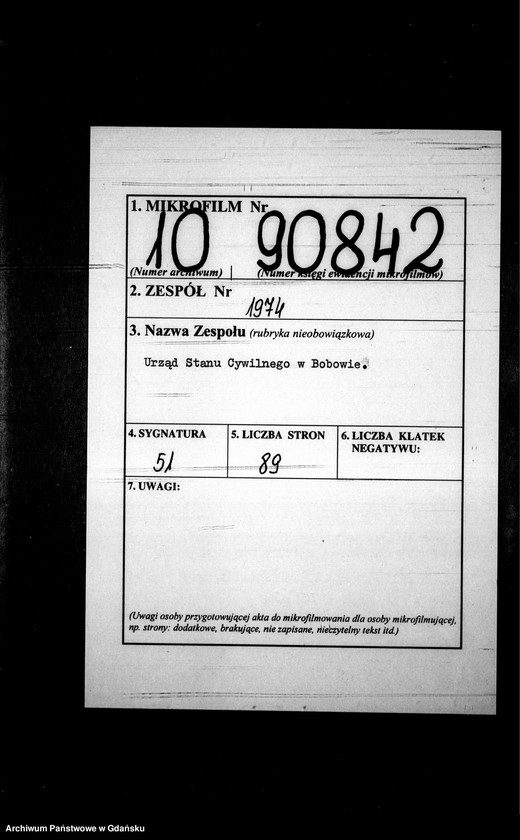 1. MIKROFILM Nr
10 90842
(Numer archiwum) (Numer księgi ewidencji mikrofilmów)
2. ZESPÓŁ Nr
1974
3. Nazwa Zespołu (rubryka nieobowiązkowa)
Urząd Stanu Cywilnego w Bobowie.
4. SYGNATURA 5. LICZBA STRON 6. LICZBA KLATEK
NEGATYWU:
51 89
7. UWAGI:
(Uwagi osoby przygotowującej akta do mikrofilmowania dla osoby mikrofilmującej,
np. strony: dodatkowe, brakujące, nie zapisane, nieczytelny tekst itd.)
Archiwum Państwowe w Gdańsku